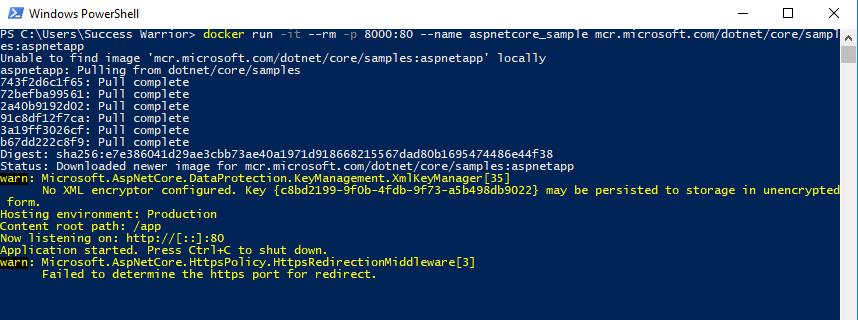 Windows PowerShell
PS C:\Users\Success Warrior> docker run -it --rm -p 8000:80 --name aspnetcore_sample mcr.microsoft.com/dotnet/core/sampl
es:aspnetapp
Unable to find image 'mcr.microsoft.com/dotnet/core/samples:aspnetapp' locally
aspnetapp: Pulling from dotnet/core/samples
743f2d6c1f65: Pull complete
72befba99561: Pull complete
2a40b9192d02: Pull complete
91c8df12f7ca: Pull complete
3a19ff3026cf: Pull complete
b67dd222c8f9: Pull complete
Digest: sha256:e7e386041d29ae3cbb73ae40a1971d918668215567dad80b1695474486e44f38
Status: Downloaded newer image for mcr.microsoft.com/dotnet/core/samples:aspnetapp
warn: Microsoft.AspNetCore.DataProtection.KeyManagement.XmlKeyManager[35]
No XML encryptor configured. Key {c8bd2199-9f0b-4fdb-9f73-a5b498db9022} may be persisted to storage in unencrypted
form.
Hosting environment: Production
Content root path: /app
Now listening on: http://[::]:80
Application started. Press Ctrl+C to shut down.
warn: Microsoft.AspNetCore.HttpsPolicy.HttpsRedirectionMiddleware[3]
Failed to determine the https port for redirect.